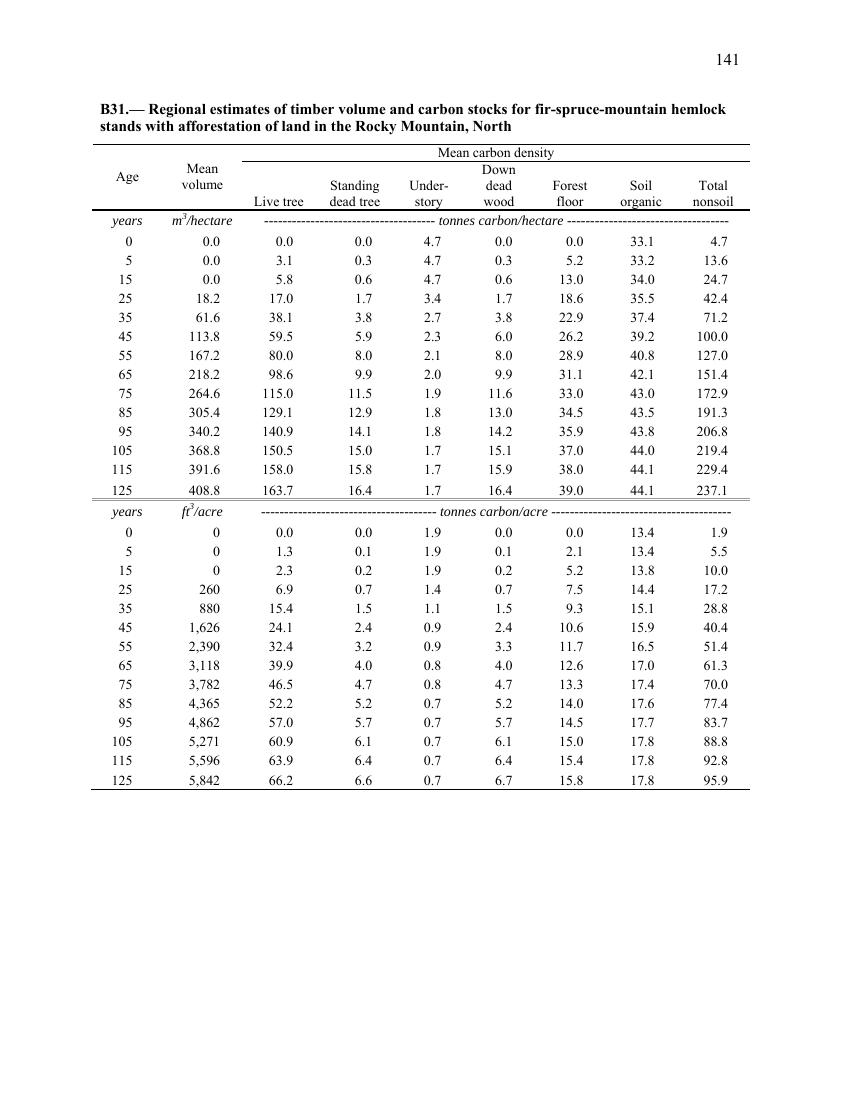 141
B31.— Regional estimates of timber volume and carbon stocks for fir-spruce-mountain hemlock
stands with afforestation of land in the Rocky Mountain, North
Mean carbon density
Age Mean volume Live tree Standing dead tree Under-story Down dead wood Forest floor Soil organic Total nonsoil
years m³/hectare ------------------------------------- tonnes carbon/hectare -----------------------------------
0 0.0 0.0 0.0 4.7 0.0 0.0 33.1 4.7
5 0.0 3.1 0.3 4.7 0.3 5.2 33.2 13.6
15 0.0 5.8 0.6 4.7 0.6 13.0 34.0 24.7
25 18.2 17.0 1.7 3.4 1.7 18.6 35.5 42.4
35 61.6 38.1 3.8 2.7 3.8 22.9 37.4 71.2
45 113.8 59.5 5.9 2.3 6.0 26.2 39.2 100.0
55 167.2 80.0 8.0 2.1 8.0 28.9 40.8 127.0
65 218.2 98.6 9.9 2.0 9.9 31.1 42.1 151.4
75 264.6 115.0 11.5 1.9 11.6 33.0 43.0 172.9
85 305.4 129.1 12.9 1.8 13.0 34.5 43.5 191.3
95 340.2 140.9 14.1 1.8 14.2 35.9 43.8 206.8
105 368.8 150.5 15.0 1.7 15.1 37.0 44.0 219.4
115 391.6 158.0 15.8 1.7 15.9 38.0 44.1 229.4
125 408.8 163.7 16.4 1.7 16.4 39.0 44.1 237.1
years ft³/acre -------------------------------------- tonnes carbon/acre ---------------------------------------
0 0 0.0 0.0 1.9 0.0 0.0 13.4 1.9
5 0 1.3 0.1 1.9 0.1 2.1 13.4 5.5
15 0 2.3 0.2 1.9 0.2 5.2 13.8 10.0
25 260 6.9 0.7 1.4 0.7 7.5 14.4 17.2
35 880 15.4 1.5 1.1 1.5 9.3 15.1 28.8
45 1,626 24.1 2.4 0.9 2.4 10.6 15.9 40.4
55 2,390 32.4 3.2 0.9 3.3 11.7 16.5 51.4
65 3,118 39.9 4.0 0.8 4.0 12.6 17.0 61.3
75 3,782 46.5 4.7 0.8 4.7 13.3 17.4 70.0
85 4,365 52.2 5.2 0.7 5.2 14.0 17.6 77.4
95 4,862 57.0 5.7 0.7 5.7 14.5 17.7 83.7
105 5,271 60.9 6.1 0.7 6.1 15.0 17.8 88.8
115 5,596 63.9 6.4 0.7 6.4 15.4 17.8 92.8
125 5,842 66.2 6.6 0.7 6.7 15.8 17.8 95.9